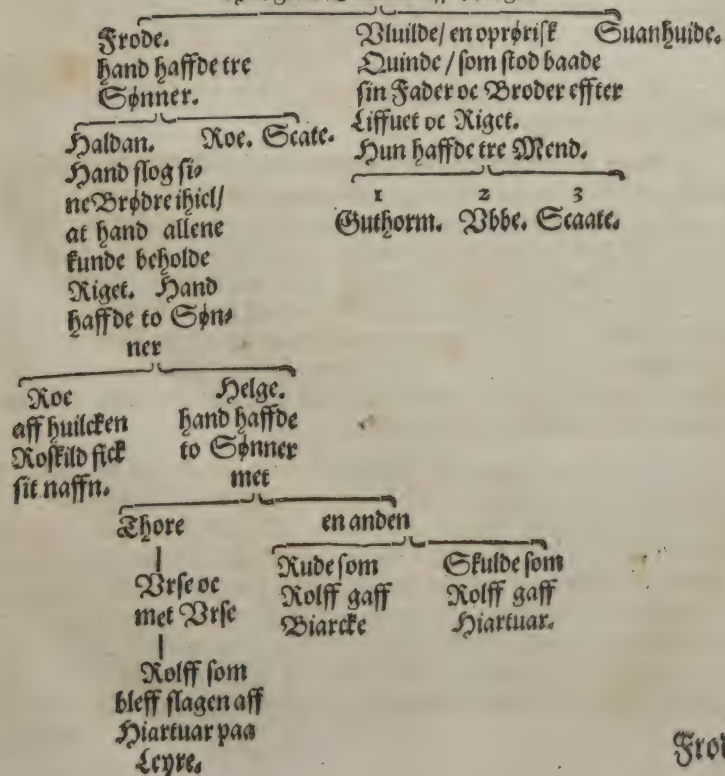 Frode.
hand haffde tre
Sønner.
Vluilde / en oprørisk
Quinde / som stod baade
sin Fader oc Broder effter
Liffuet oc Riget.
Hun haffde tre Mend.
Suanhuide.
Haldan.
Hand slog si-
ne Brødre ihiel /
at hand allene
kunde beholde
Riget. Hand
haffde to Søn-
ner
Roe. Scate.
1 2 3
Guthorm. Vbbe. Scaate.
Roe
aff huilcken
Roskild fick
sit naffn.
Helge.
hand haffde
to Sønner
met
Thore
en anden
Vrse oc
met Vrse
Rude som
Rolff gaff
Biarcke
Skulde som
Rolff gaff
Hiartuar.
Rolff som
bleff slagen aff
Hiartuar paa
Leyre.